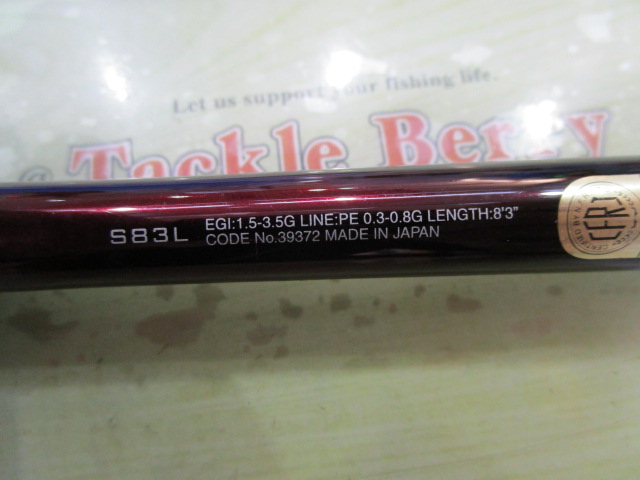 Let us support your fishing life.
Tackle Berry
S83L
EGI:1.5-3.5G LINE:PE 0.3-0.8G LENGTH:8'3"
CODE No.39372 MADE IN JAPAN